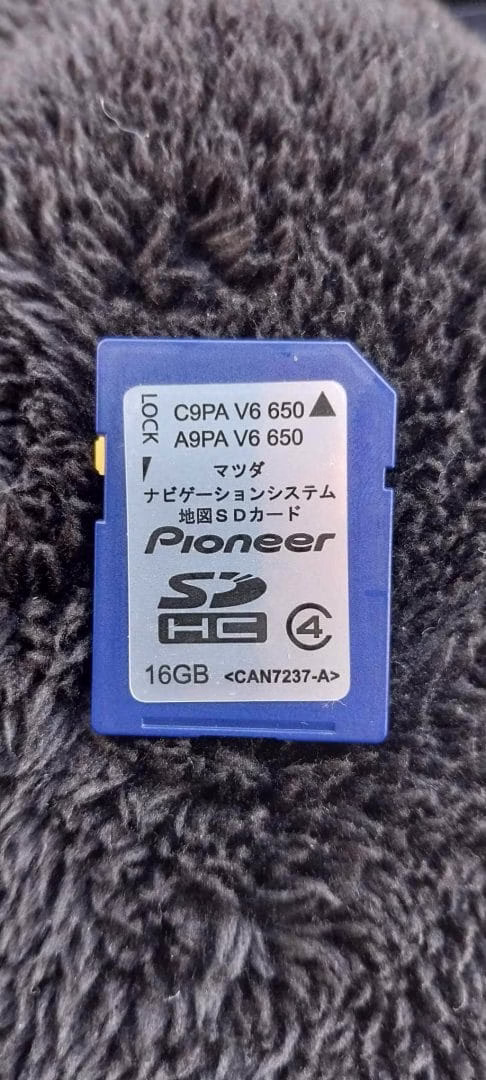 LOCK
C9PA V6 650▲
A9PA V6 650
マツダ
ナビゲーションシステム
地図SDカード
Pioneer
SD
HC
4
16GB <CAN7237-A>